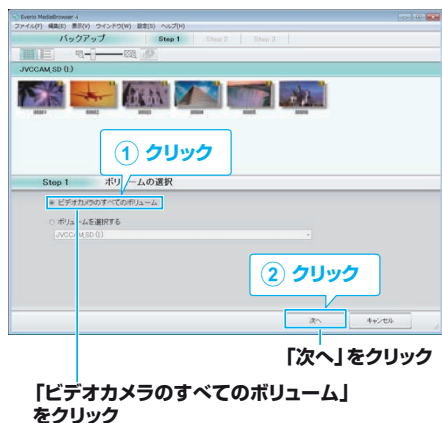 Everio MediaBrowser 4
ファイル(F) 編集(E) 表示(V) ウインドウ(W) 設定(S) ヘルプ(H)
バックアップ Step 1 Step 2 Step 3
JVCCAM_SD (I:)
00001 00002 00003 00004 00005 00006
① クリック
Step 1 ボリュームの選択
ビデオカメラのすべてのボリューム
ボリュームを選択する
JVCCAM_SD (I:)
② クリック
次へ キャンセル
「次へ」をクリック
「ビデオカメラのすべてのボリューム」
をクリック